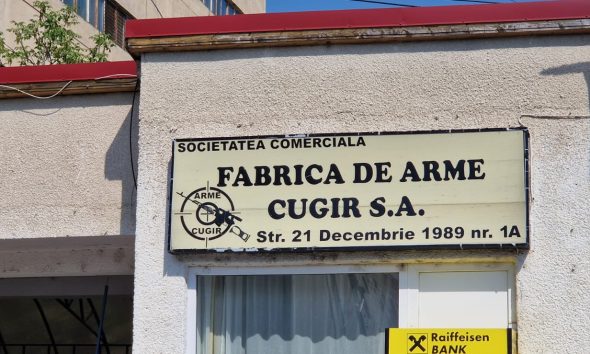 SOCIETATEA COMERCIALA
FABRICA DE ARME
CUGIR S.A.
ARME
CUGIR
Str. 21 Decembrie 1989 nr. 1A
Raiffeisen
BANK